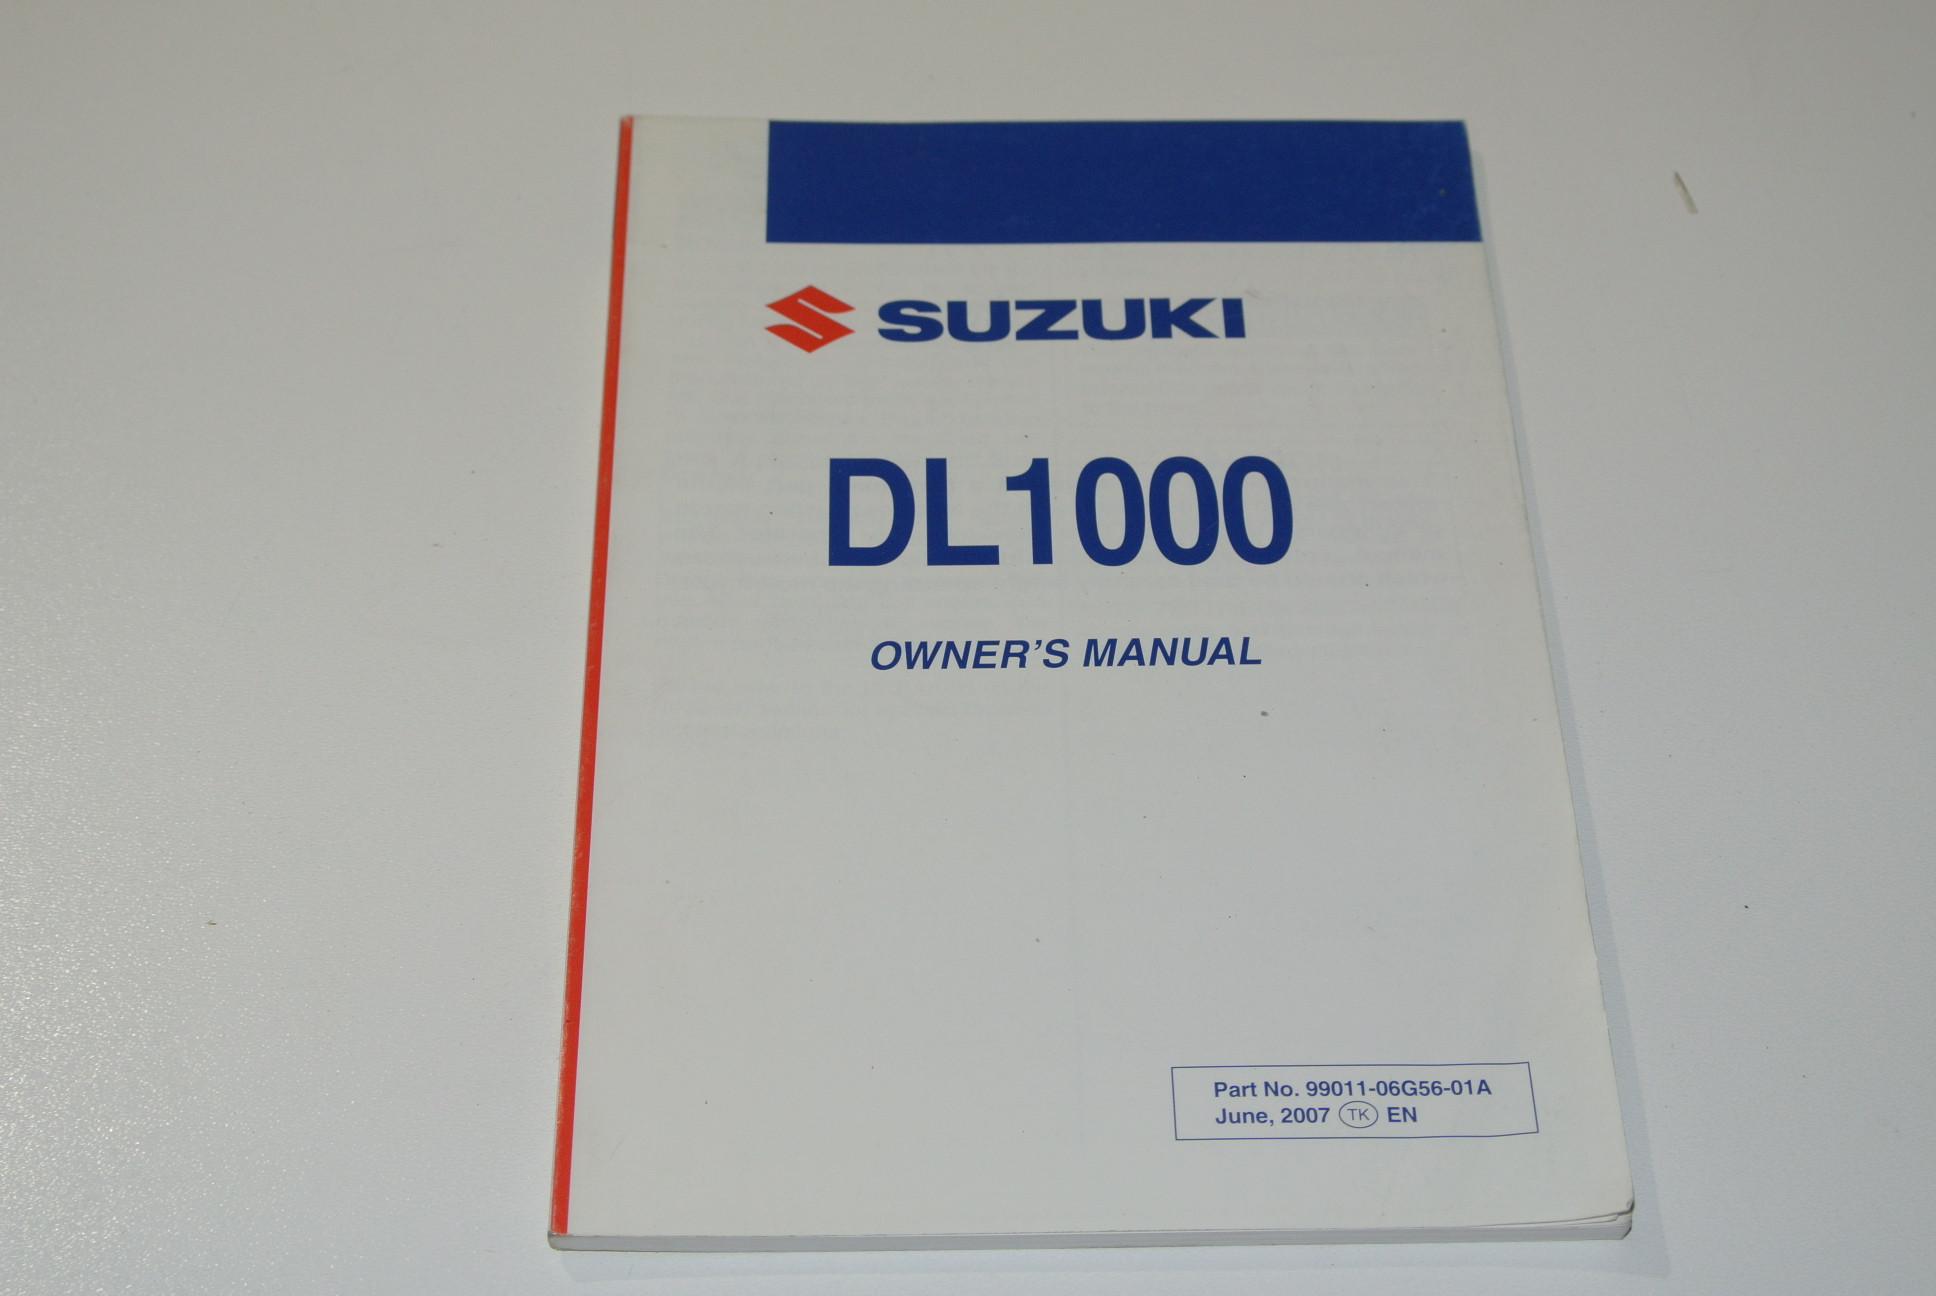 SUZUKI
DL1000
OWNER’S MANUAL
Part No. 99011-06G56-01A
June, 2007 TK EN